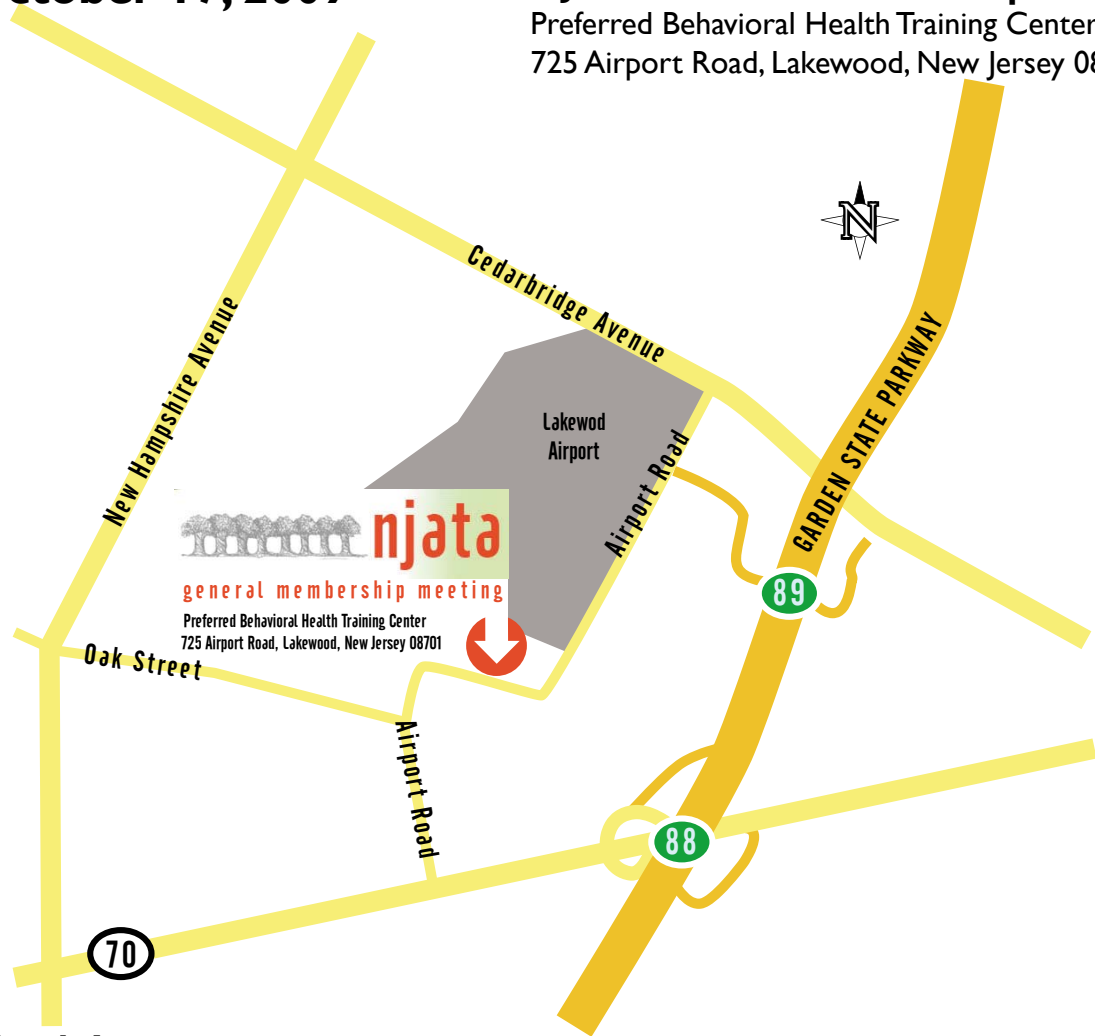 Preferred Behavioral Health Training Center
725 Airport Road, Lakewood, New Jersey 08
N
Cedarbridge Avenue
New Hampshire Avenue
GARDEN STATE PARKWAY
Lakewod
Airport
Airport Road
njata
general membership meeting
Preferred Behavioral Health Training Center
725 Airport Road, Lakewood, New Jersey 08701
89
Oak Street
Airport Road
88
70